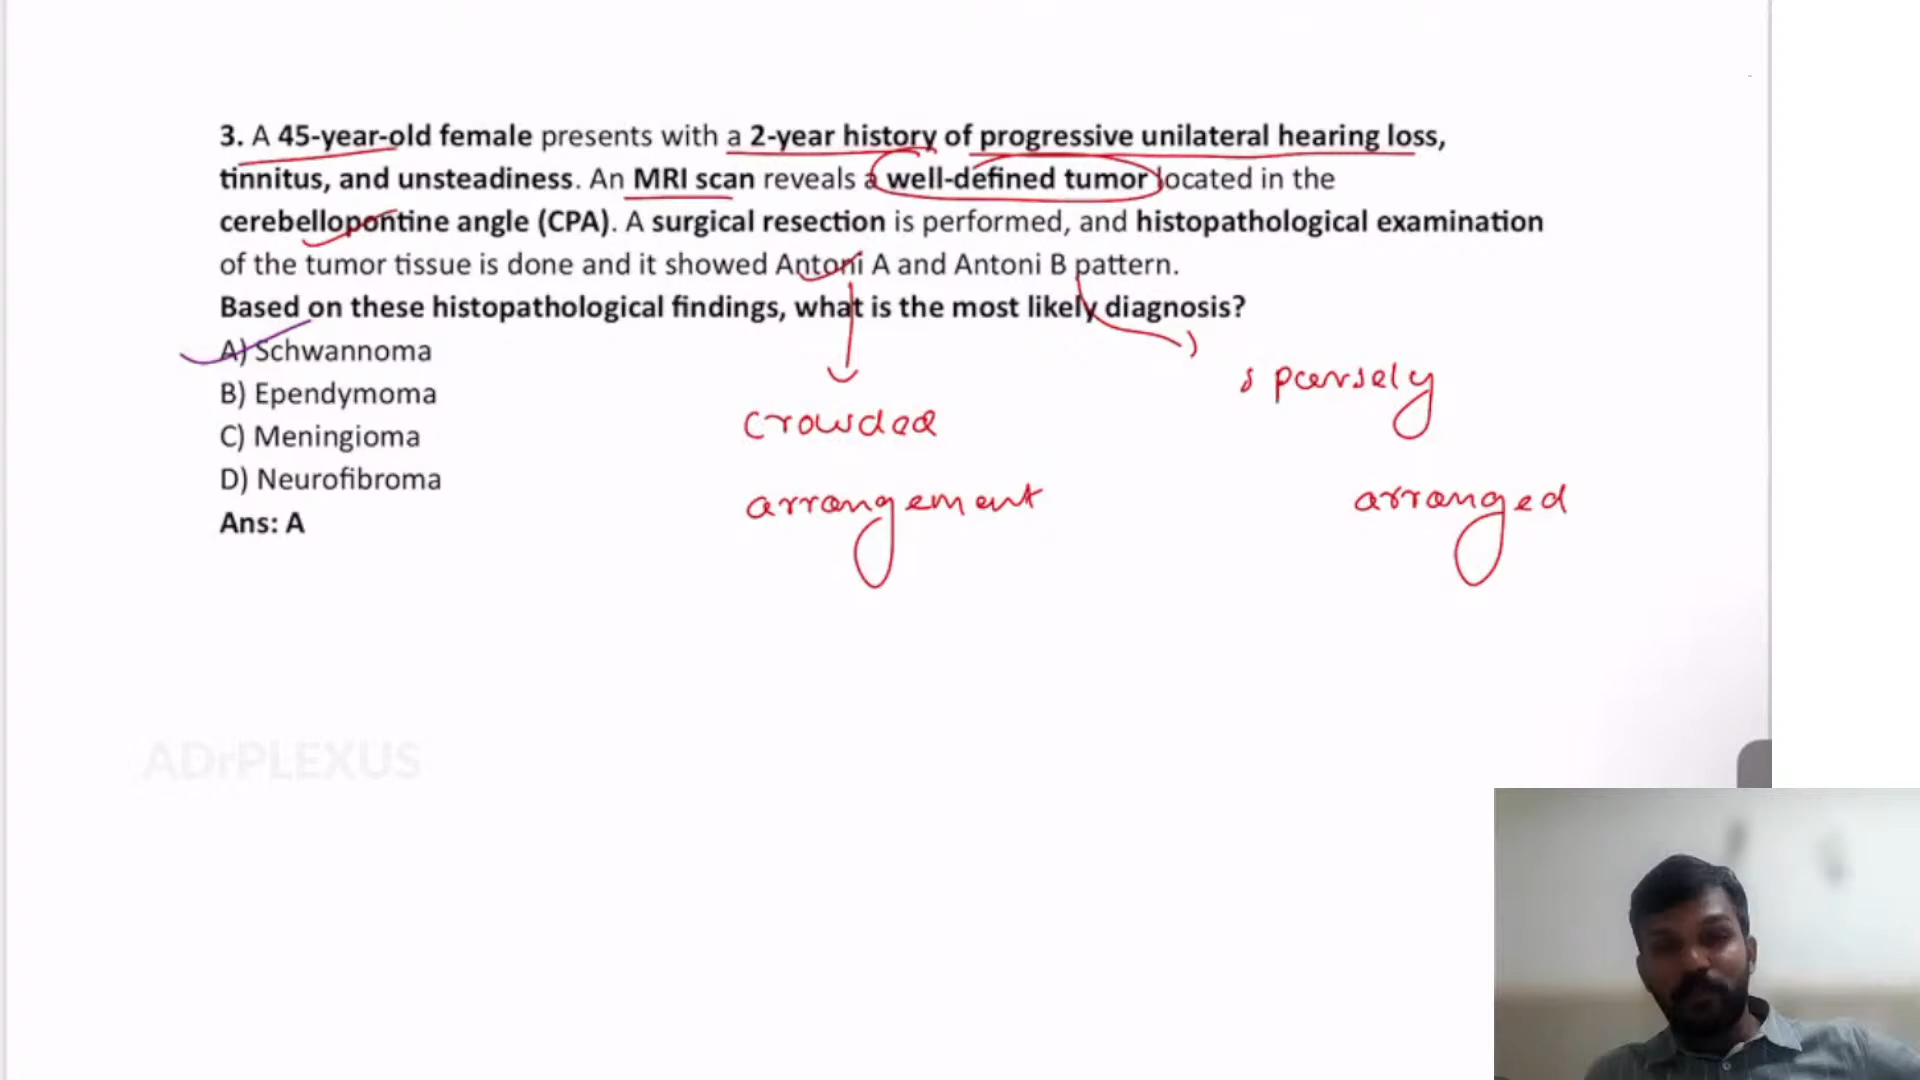 3. A 45-year-old female presents with a 2-year history of progressive unilateral hearing loss,
tinnitus, and unsteadiness. An MRI scan reveals a well-defined tumor located in the
cerebellopontine angle (CPA). A surgical resection is performed, and histopathological examination
of the tumor tissue is done and it showed Antoni A and Antoni B pattern.
Based on these histopathological findings, what is the most likely diagnosis?
A) Schwannoma
B) Ependymoma
C) Meningioma
D) Neurofibroma
Ans: A
crowded
arrangement
sparsely
arranged
ADrPLEXUS